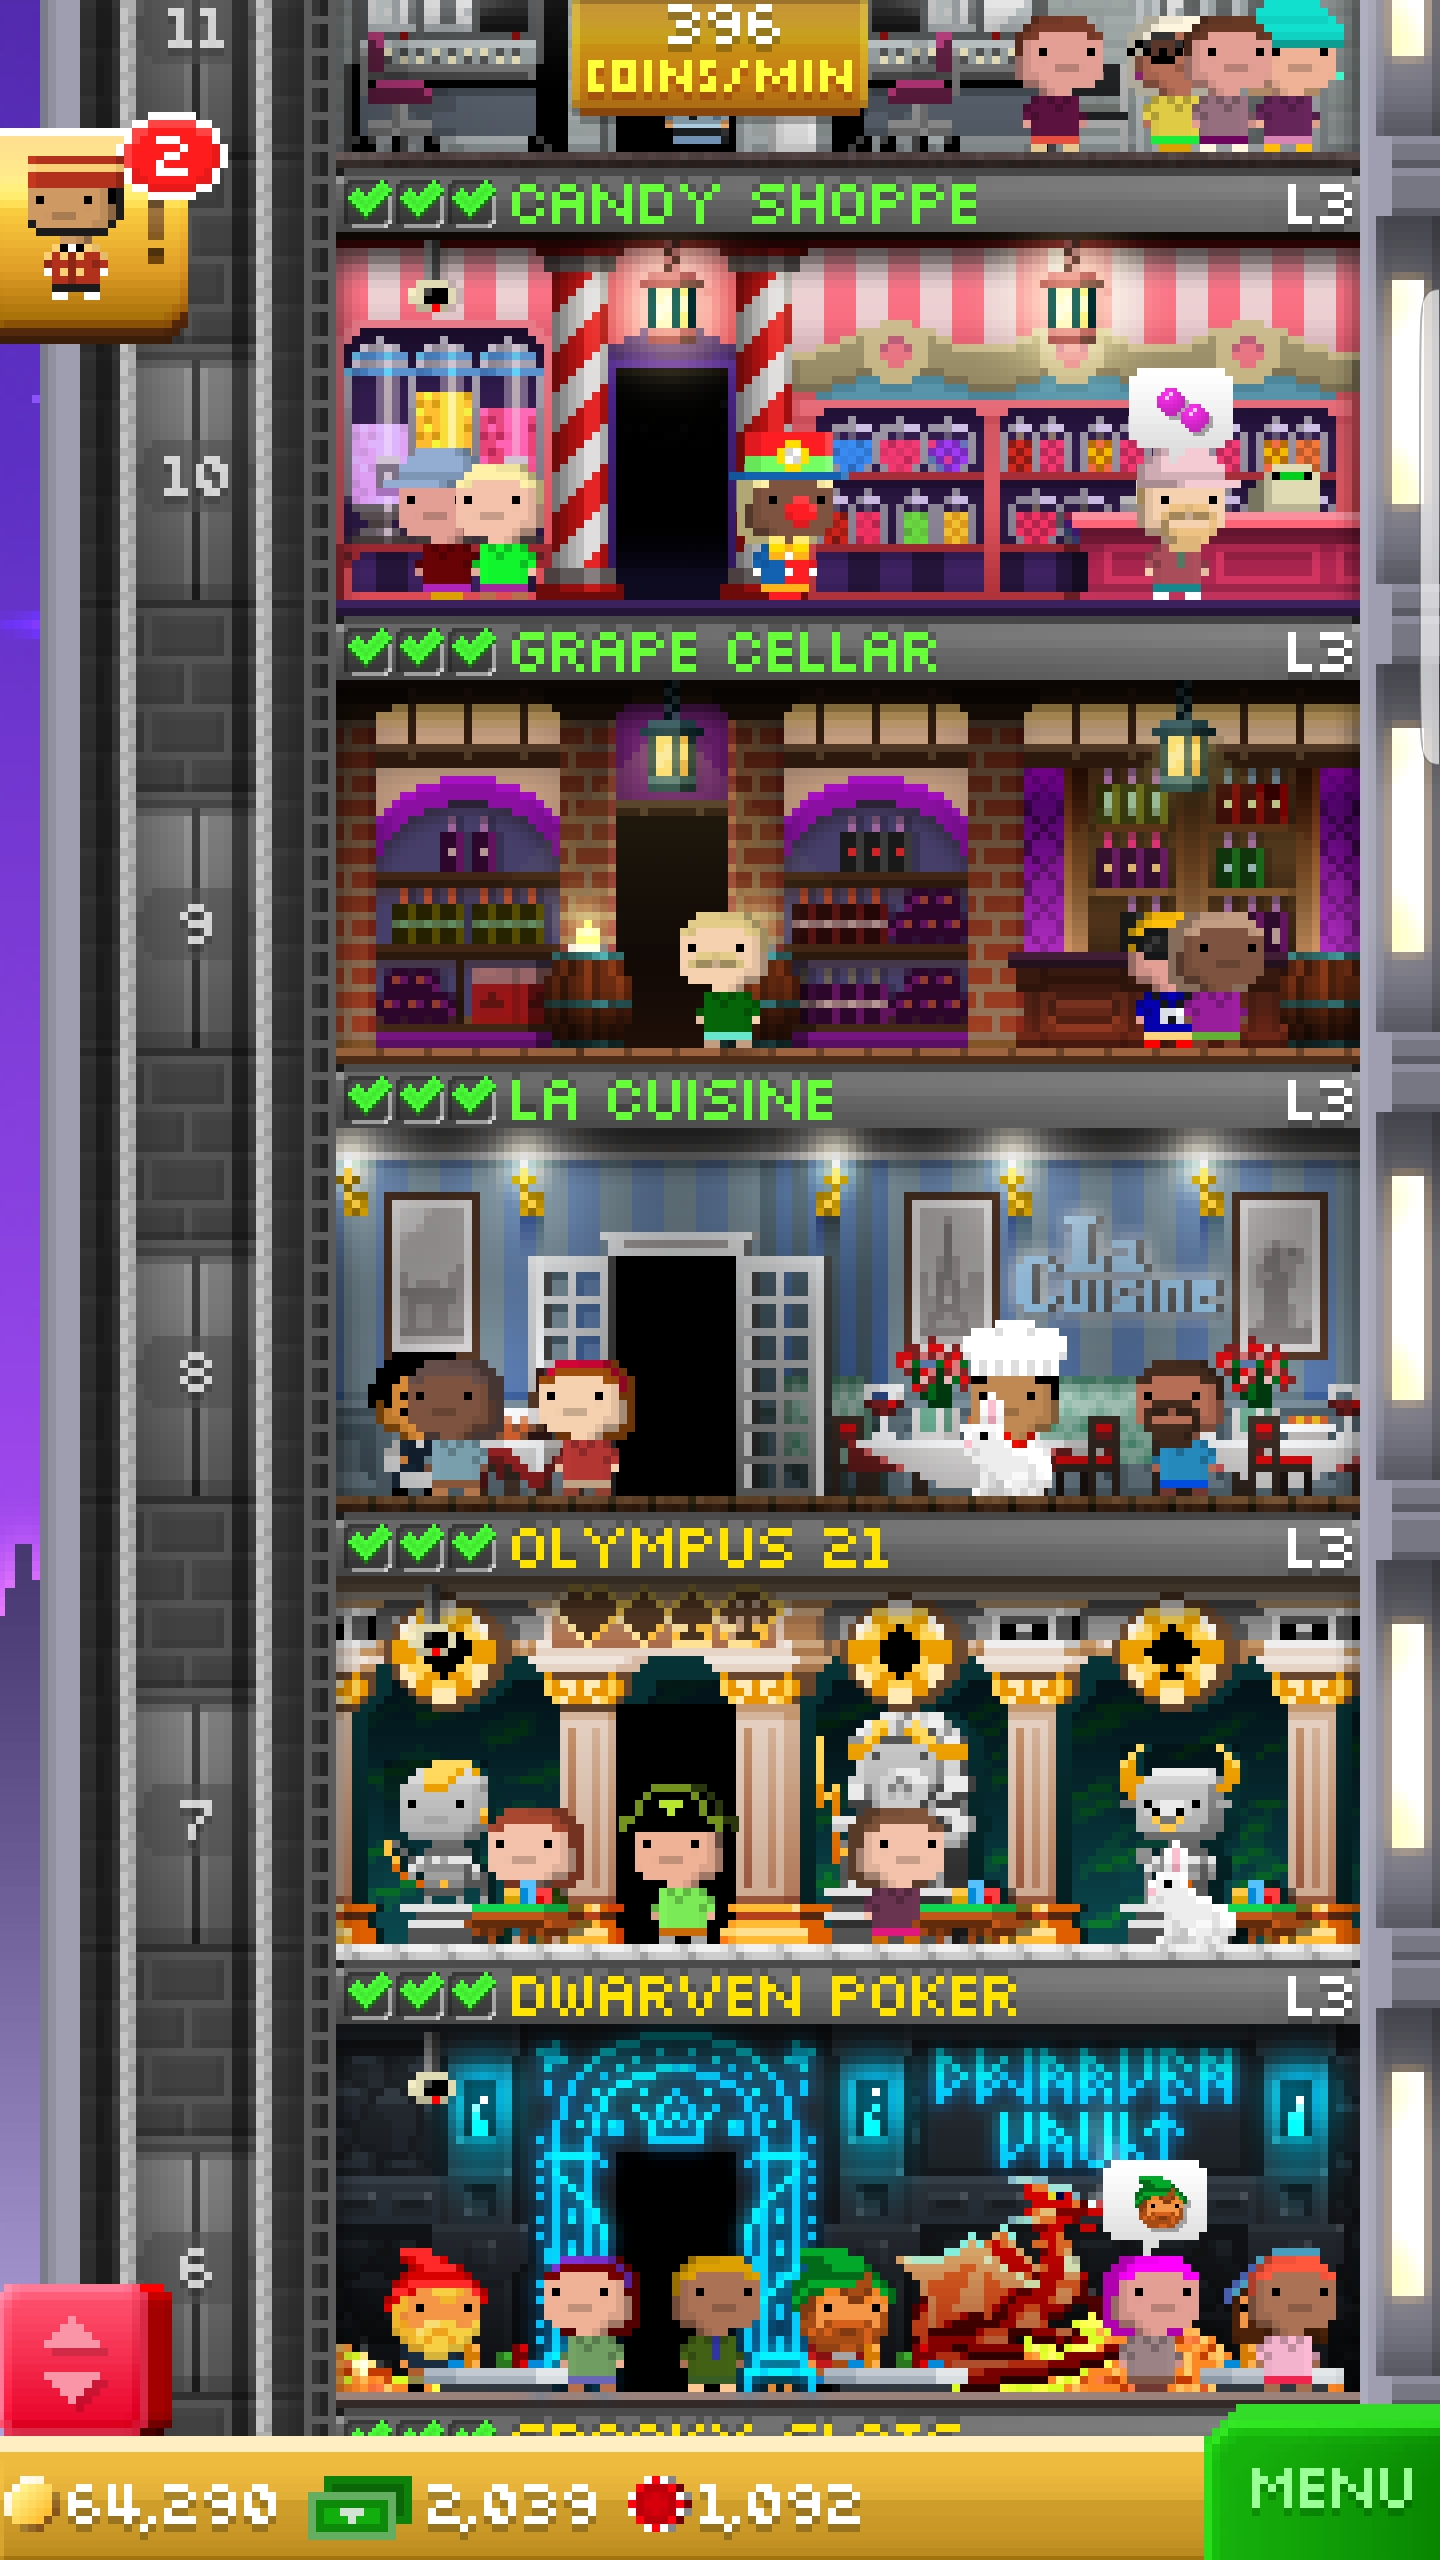 11
396
COINS/MIN
2
!
CANDY SHOPPE L3
10
GRAPE CELLAR L3
9
LA CUISINE L3
La
Cuisine
8
OLYMPUS 21 L3
7
DWARVEN POKER L3
DWARVEN
VAULT
6
64,290 2,039 1,092
MENU